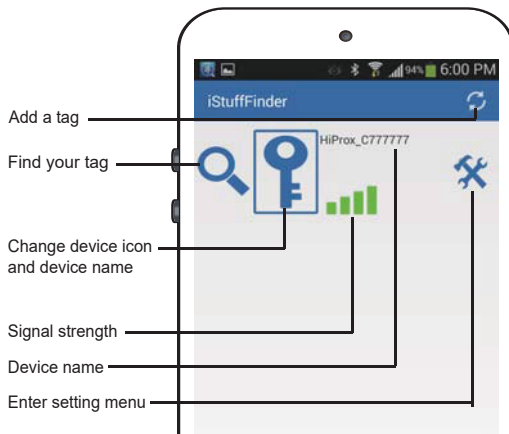 94% 6:00 PM
iStuffFinder
Add a tag
HiProx_C777777
Find your tag
Change device icon
and device name
Signal strength
Device name
Enter setting menu